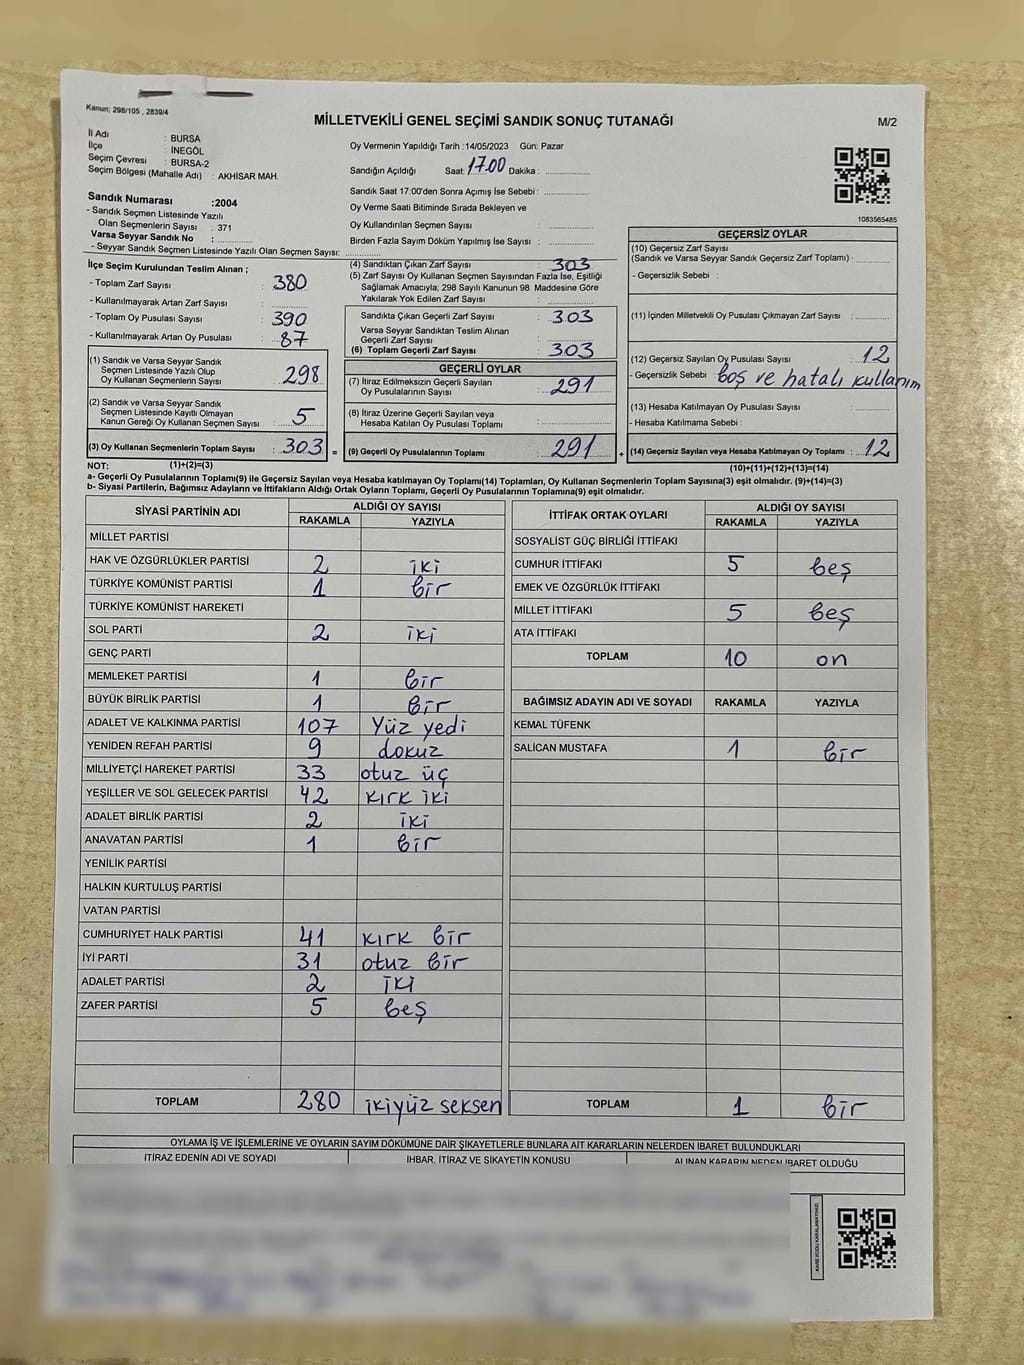 Kanun; 298/105 , 2839/4
MİLLETVEKİLİ GENEL SEÇİMİ SANDIK SONUÇ TUTANAĞI
M/2
İl Adı : BURSA
İlçe : İNEGÖL
Seçim Çevresi : BURSA-2
Seçim Bölgesi (Mahalle Adı) : AKHİSAR MAH.
Oy Vermenin Yapıldığı Tarih :14/05/2023 Gün: Pazar
Sandığın Açıldığı Saat: 17.00 Dakika :
Sandık Saat 17:00'den Sonra Açımış İse Sebebi :
Oy Verme Saati Bitiminde Sırada Bekleyen ve
Oy Kullandırılan Seçmen Sayısı :
Birden Fazla Sayım Döküm Yapılmış İse Sayısı :
1083565485
Sandık Numarası :2004
- Sandık Seçmen Listesinde Yazılı
Olan Seçmenlerin Sayısı : 371
Varsa Seyyar Sandık No :
- Seyyar Sandık Seçmen Listesinde Yazılı Olan Seçmen Sayısı:
İlçe Seçim Kurulundan Teslim Alınan ;
- Toplam Zarf Sayısı : 380
- Kullanılmayarak Artan Zarf Sayısı :
- Toplam Oy Pusulası Sayısı : 390
- Kullanılmayarak Artan Oy Pusulası : 87
(1) Sandık ve Varsa Seyyar Sandık
Seçmen Listesinde Yazılı Olup
Oy Kullanan Seçmenlerin Sayısı : 298
(2) Sandık ve Varsa Seyyar Sandık
Seçmen Listesinde Kayıtlı Olmayan
Kanun Gereği Oy Kullanan Seçmen Sayısı : 5
(3) Oy Kullanan Seçmenlerin Toplam Sayısı : 303 =
(4) Sandıktan Çıkan Zarf Sayısı : 303
(5) Zarf Sayısı Oy Kullanan Seçmen Sayısından Fazla İse, Eşitliği
Sağlamak Amacıyla; 298 Sayılı Kanunun 98. Maddesine Göre
Yakılarak Yok Edilen Zarf Sayısı :
Sandıkta Çıkan Geçerli Zarf Sayısı : 303
Varsa Seyyar Sandıktan Teslim Alınan
Geçerli Zarf Sayısı :
(6) Toplam Geçerli Zarf Sayısı : 303
GEÇERLİ OYLAR
(7) İtiraz Edilmeksizin Geçerli Sayılan
Oy Pusulalarının Sayısı : 291
(8) İtiraz Üzerine Geçerli Sayılan veya
Hesaba Katılan Oy Pusulası Toplamı :
(9) Geçerli Oy Pusulalarının Toplamı : 291 +
GEÇERSİZ OYLAR
(10) Geçersiz Zarf Sayısı
(Sandık ve Varsa Seyyar Sandık Geçersiz Zarf Toplamı) :
- Geçersizlik Sebebi :
(11) İçinden Milletvekili Oy Pusulası Çıkmayan Zarf Sayısı :
(12) Geçersiz Sayılan Oy Pusulası Sayısı : 12
- Geçersizlik Sebebi : boş ve hatalı kullanım
(13) Hesaba Katılmayan Oy Pusulası Sayısı :
- Hesaba Katılmama Sebebi :
(14) Geçersiz Sayılan veya Hesaba Katılmayan Oy Toplamı : 12
NOT: (1)+(2)=(3) (10)+(11)+(12)+(13)=(14)
a- Geçerli Oy Pusulalarının Toplamı(9) ile Geçersiz Sayılan veya Hesaba katılmayan Oy Toplamı(14) Toplamları, Oy Kullanan Seçmenlerin Toplam Sayısına(3) eşit olmalıdır. (9)+(14)=(3)
b- Siyasi Partilerin, Bağımsız Adayların ve İttifakların Aldığı Ortak Oyların Toplamı, Geçerli Oy Pusulalarının Toplamına(9) eşit olmalıdır.
SİYASİ PARTİNİN ADI ALDIĞI OY SAYISI
RAKAMLA YAZIYLA
MİLLET PARTİSİ
HAK VE ÖZGÜRLÜKLER PARTİSİ 2 iki
TÜRKİYE KOMÜNİST PARTİSİ 1 bir
TÜRKİYE KOMÜNİST HAREKETİ
SOL PARTİ 2 iki
GENÇ PARTİ
MEMLEKET PARTİSİ 1 bir
BÜYÜK BİRLİK PARTİSİ 1 bir
ADALET VE KALKINMA PARTİSİ 107 Yüz yedi
YENİDEN REFAH PARTİSİ 9 dokuz
MİLLİYETÇİ HAREKET PARTİSİ 33 otuz üç
YEŞİLLER VE SOL GELECEK PARTİSİ 42 kırk iki
ADALET BİRLİK PARTİSİ 2 iki
ANAVATAN PARTİSİ 1 bir
YENİLİK PARTİSİ
HALKIN KURTULUŞ PARTİSİ
VATAN PARTİSİ
CUMHURİYET HALK PARTİSİ 41 kırk bir
İYİ PARTİ 31 otuz bir
ADALET PARTİSİ 2 iki
ZAFER PARTİSİ 5 beş
TOPLAM 280 ikiyüz seksen
İTTİFAK ORTAK OYLARI ALDIĞI OY SAYISI
RAKAMLA YAZIYLA
SOSYALİST GÜÇ BİRLİĞİ İTTİFAKI
CUMHUR İTTİFAKI 5 beş
EMEK VE ÖZGÜRLÜK İTTİFAKI
MİLLET İTTİFAKI 5 beş
ATA İTTİFAKI
TOPLAM 10 on
BAĞIMSIZ ADAYIN ADI VE SOYADI RAKAMLA YAZIYLA
KEMAL TÜFENK
SALİCAN MUSTAFA 1 bir
TOPLAM 1 bir
OYLAMA İŞ VE İŞLEMLERİNE VE OYLARIN SAYIM DÖKÜMÜNE DAİR ŞİKAYETLERLE BUNLARA AİT KARARLARIN NELERDEN İBARET BULUNDUKLARI
İTİRAZ EDENİN ADI VE SOYADI İHBAR, İTİRAZ VE ŞİKAYETİN KONUSU ALINAN KARARIN NEDEN İBARET OLDUĞU
KARE KODU KARALAMAYINIZ!